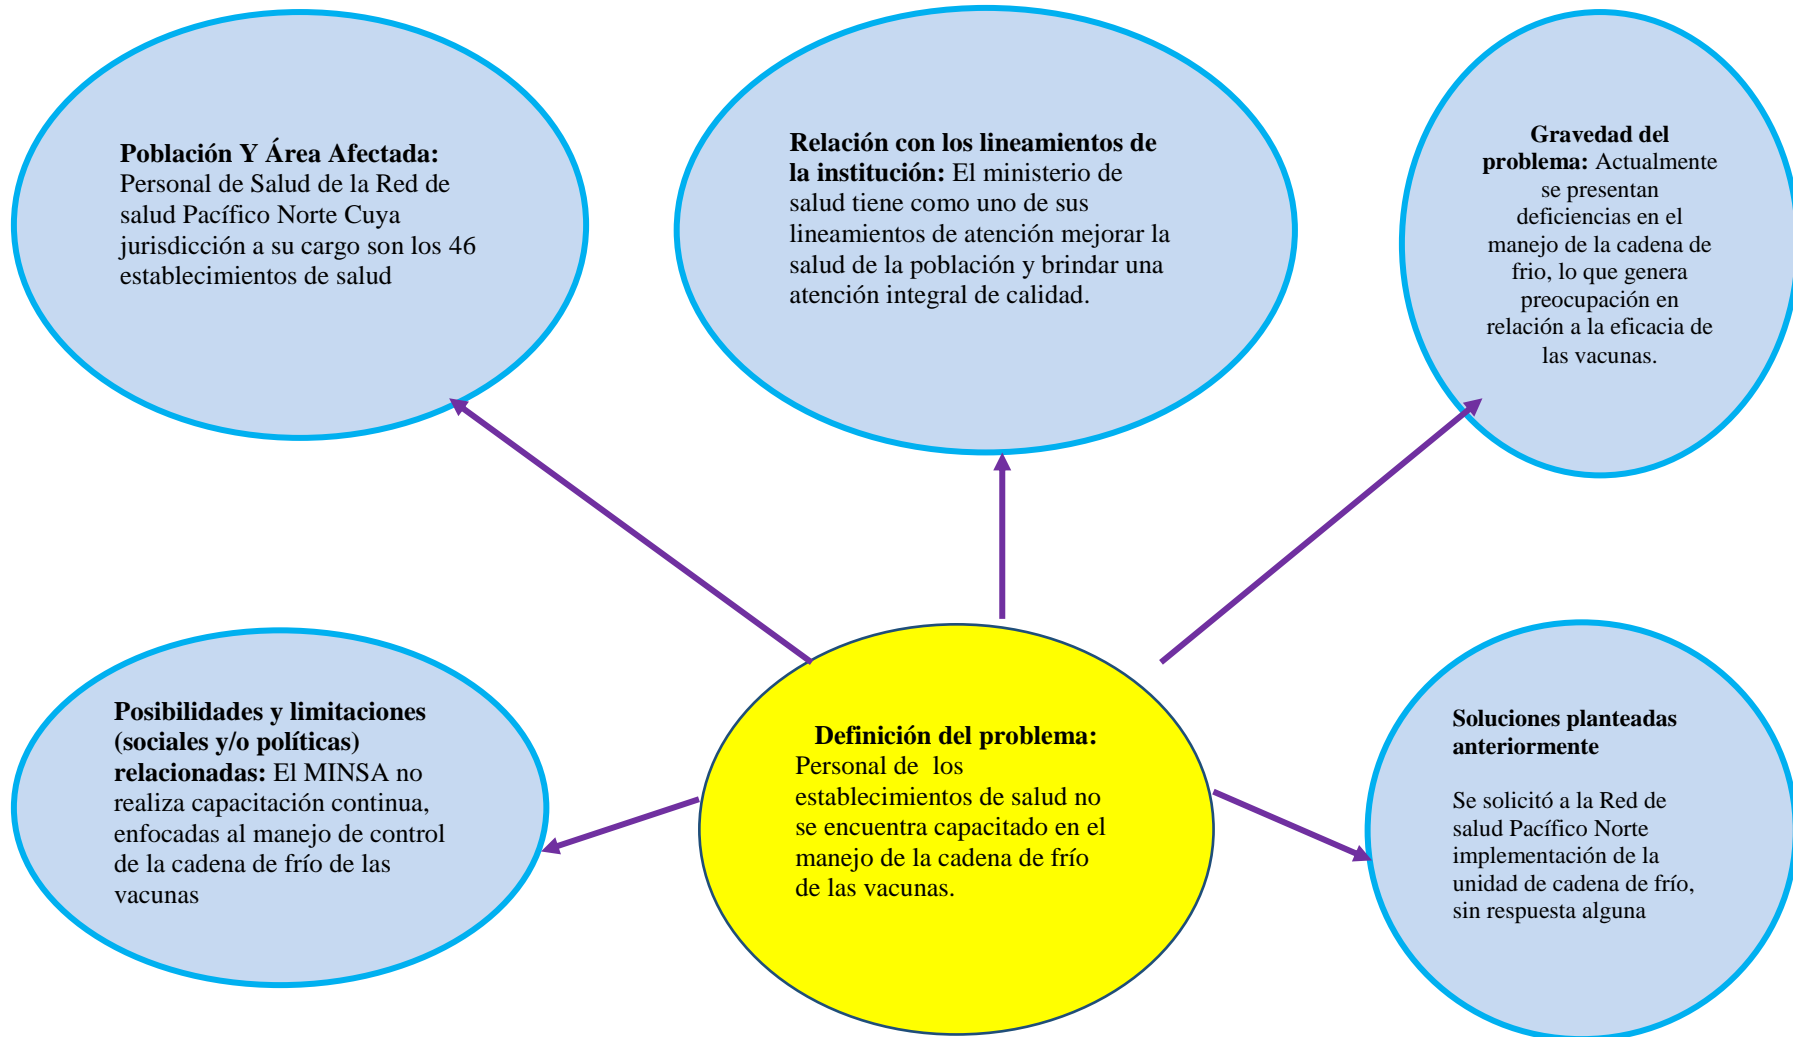 Población Y Área Afectada:
Personal de Salud de la Red de
salud Pacífico Norte Cuya
jurisdicción a su cargo son los 46
establecimientos de salud
Relación con los lineamientos de
la institución: El ministerio de
salud tiene como uno de sus
lineamientos de atención mejorar la
salud de la población y brindar una
atención integral de calidad.
Gravedad del
problema: Actualmente
se presentan
deficiencias en el
manejo de la cadena de
frio, lo que genera
preocupación en
relación a la eficacia de
las vacunas.
Posibilidades y limitaciones
(sociales y/o políticas)
relacionadas: El MINSA no
realiza capacitación continua,
enfocadas al manejo de control
de la cadena de frío de las
vacunas
Definición del problema:
Personal de los
establecimientos de salud no
se encuentra capacitado en el
manejo de la cadena de frío
de las vacunas.
Soluciones planteadas
anteriormente
Se solicitó a la Red de
salud Pacífico Norte
implementación de la
unidad de cadena de frío,
sin respuesta alguna